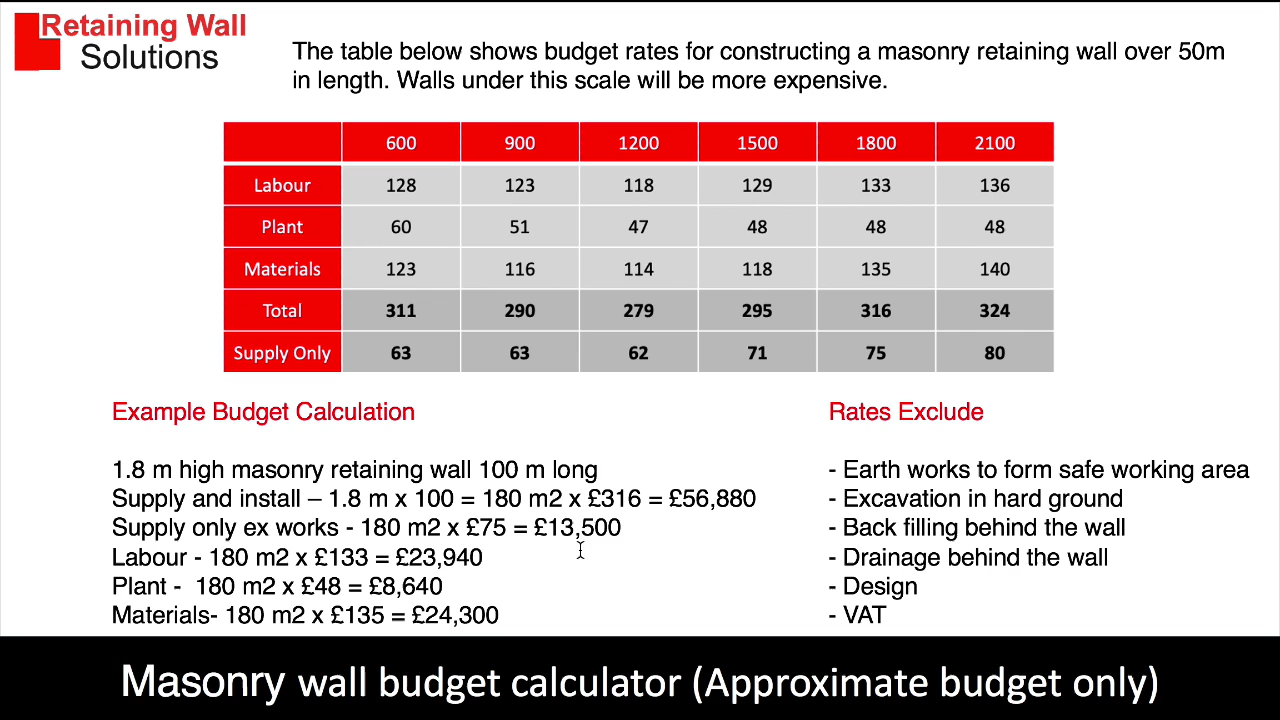 Retaining Wall
Solutions
The table below shows budget rates for constructing a masonry retaining wall over 50m
in length. Walls under this scale will be more expensive.
600 900 1200 1500 1800 2100
Labour 128 123 118 129 133 136
Plant 60 51 47 48 48 48
Materials 123 116 114 118 135 140
Total 311 290 279 295 316 324
Supply Only 63 63 62 71 75 80
Example Budget Calculation
1.8 m high masonry retaining wall 100 m long
Supply and install – 1.8 m x 100 = 180 m2 x £316 = £56,880
Supply only ex works - 180 m2 x £75 = £13,500
Labour - 180 m2 x £133 = £23,940
Plant - 180 m2 x £48 = £8,640
Materials- 180 m2 x £135 = £24,300
Rates Exclude
- Earth works to form safe working area
- Excavation in hard ground
- Back filling behind the wall
- Drainage behind the wall
- Design
- VAT
Masonry wall budget calculator (Approximate budget only)